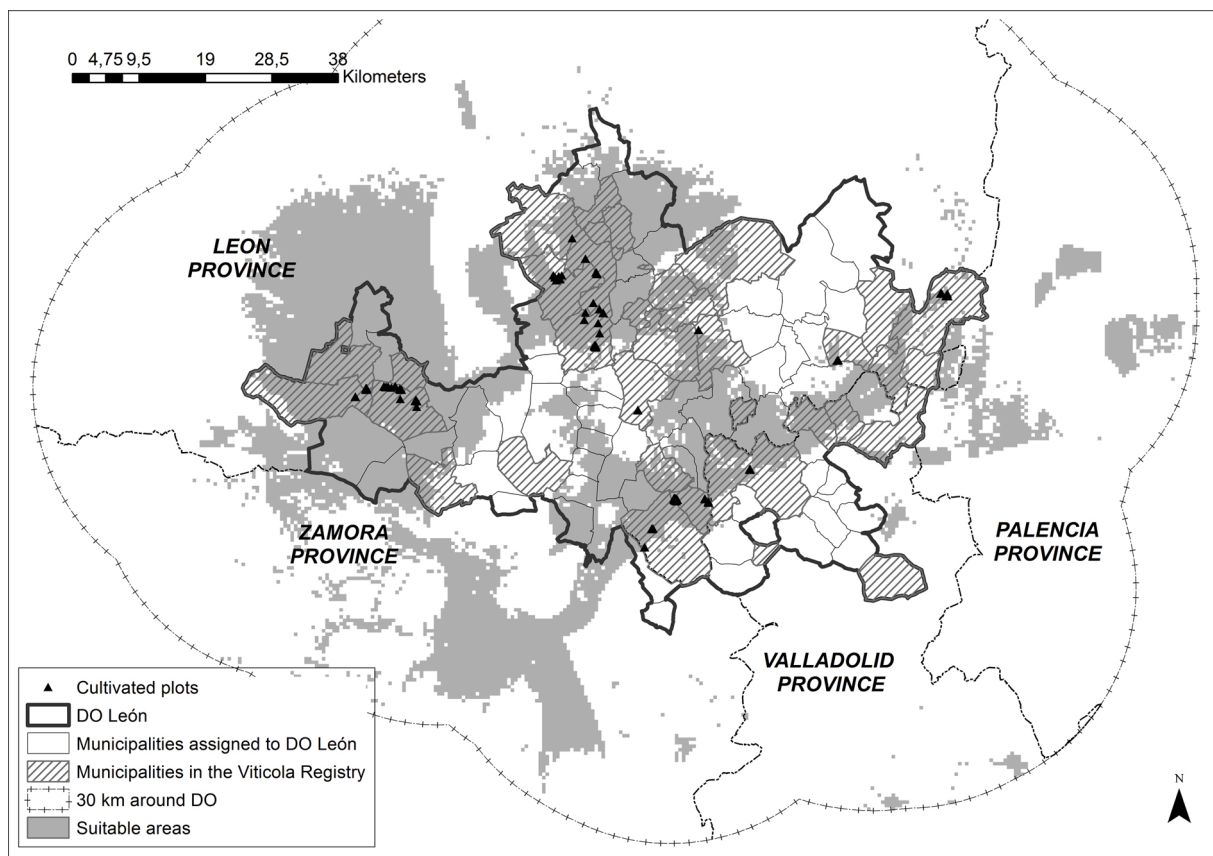 0 4,75 9,5 19 28,5 38
Kilometers
LEON
PROVINCE
ZAMORA
PROVINCE
PALENCIA
PROVINCE
VALLADOLID
PROVINCE
Cultivated plots
DO León
Municipalities assigned to DO León
Municipalities in the Viticola Registry
30 km around DO
Suitable areas
N